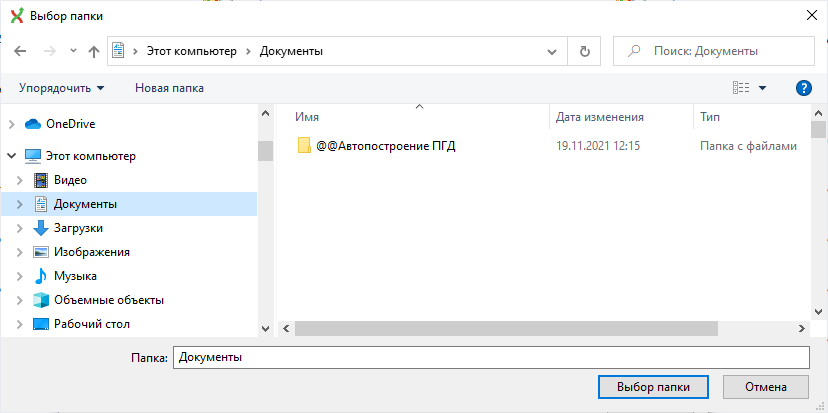 Выбор папки
Этот компьютер > Документы
Поиск: Документы
Упорядочить
Новая папка
Имя
Дата изменения
Тип
OneDrive
Этот компьютер
Видео
Документы
Загрузки
Изображения
Музыка
Объемные объекты
Рабочий стол
@@Автопостроение ПГД
19.11.2021 12:15
Папка с файлами
Папка: Документы
Выбор папки
Отмена